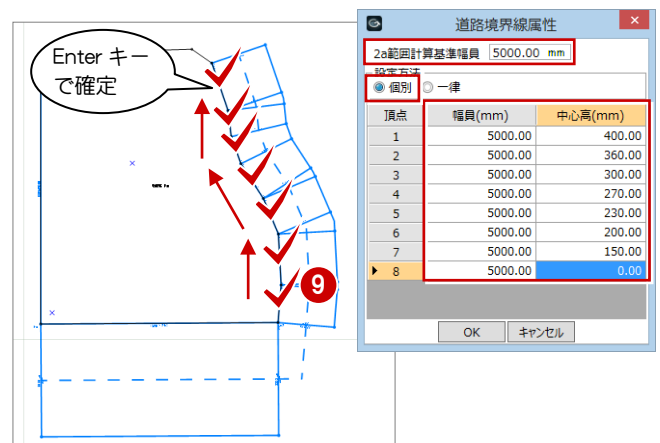 Enter キー
で確定
9
道路境界線属性
2a範囲計算基準幅員 5000.00 mm
設定方法
個別 一律
頂点 幅員(mm) 中心高(mm)
1 5000.00 400.00
2 5000.00 360.00
3 5000.00 300.00
4 5000.00 270.00
5 5000.00 230.00
6 5000.00 200.00
7 5000.00 150.00
8 5000.00 0.00
OK キャンセル